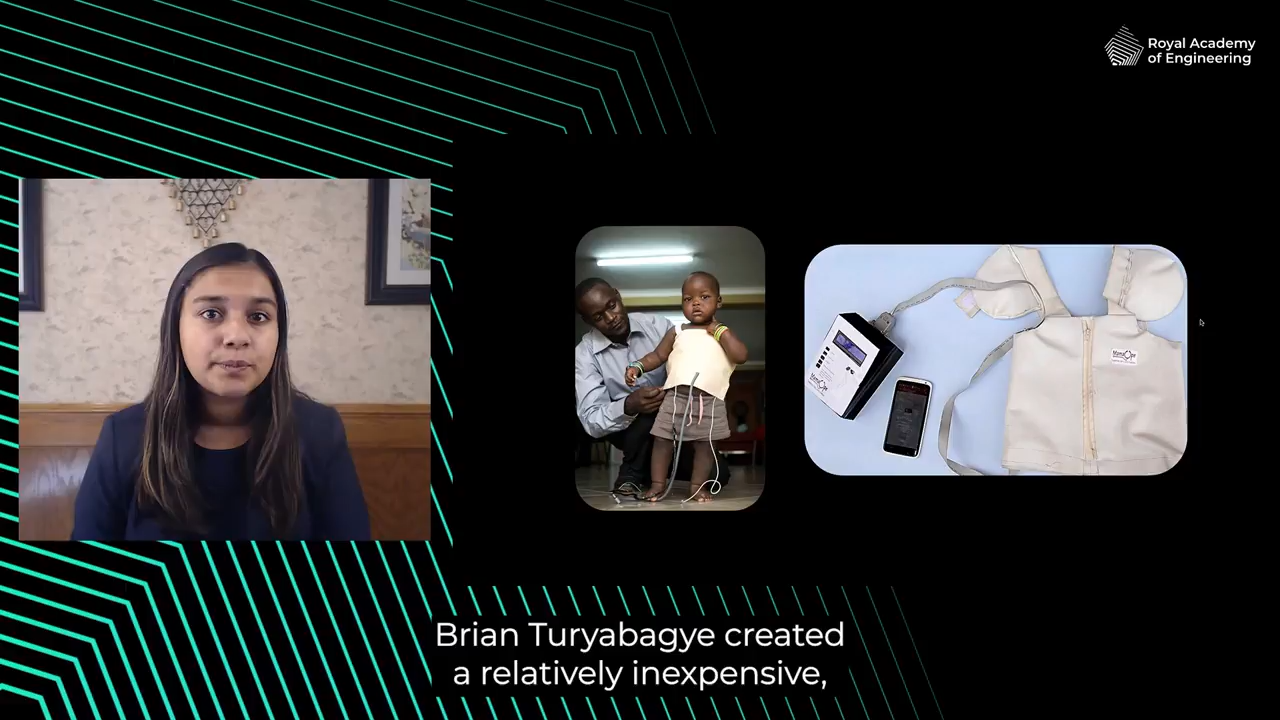 Royal Academy
of Engineering
Brian Turyabagye created
a relatively inexpensive,